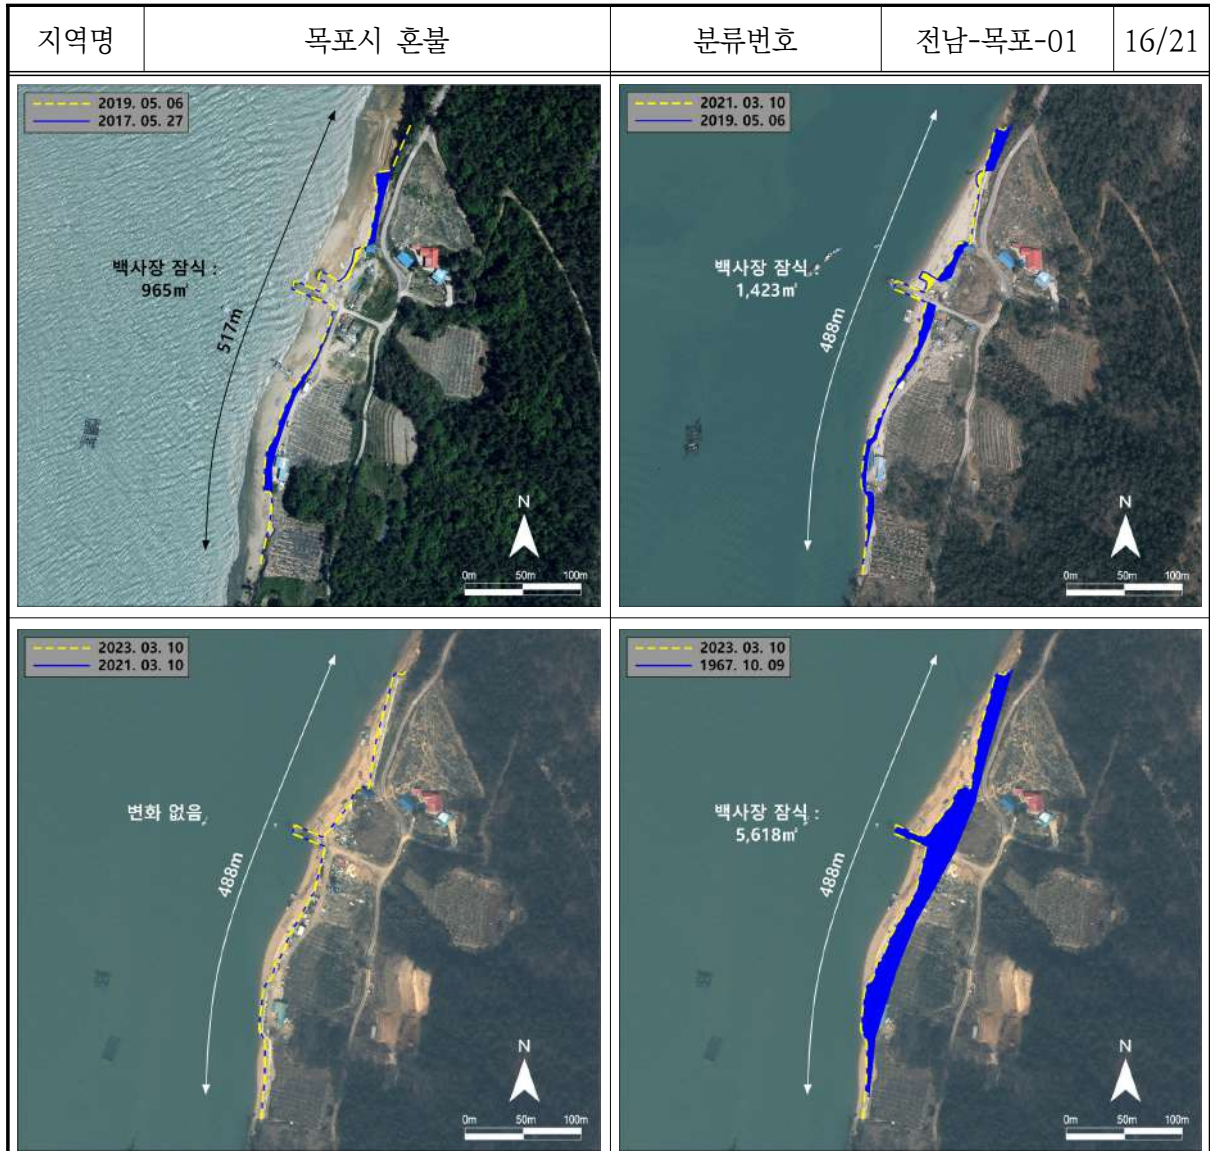 지역명 목포시 혼불 분류번호 전남-목포-01 16/21
2019. 05. 06
2017. 05. 27
백사장 잠식 :
965㎡
517m
N
0m 50m 100m
2021. 03. 10
2019. 05. 06
백사장 잠식 :
1,423㎡
488m
N
0m 50m 100m
2023. 03. 10
2021. 03. 10
변화 없음
488m
N
0m 50m 100m
2023. 03. 10
1967. 10. 09
백사장 잠식 :
5,618㎡
488m
N
0m 50m 100m